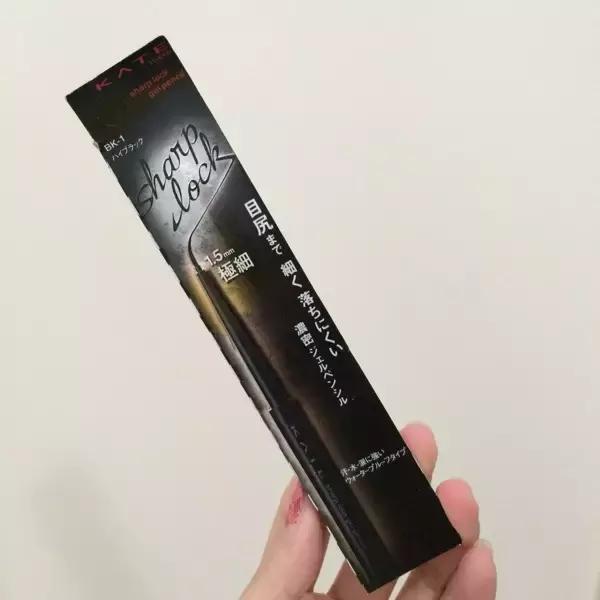 KATE
sharp lock
gel pencil
BK-1
ハイブラック
sharp
lock
1.5mm
極細
目尻まで 細く 落ちにくい
濃密ジェルペンシル
汗・水・涙に強い
ウォータープルーフタイプ
KATE